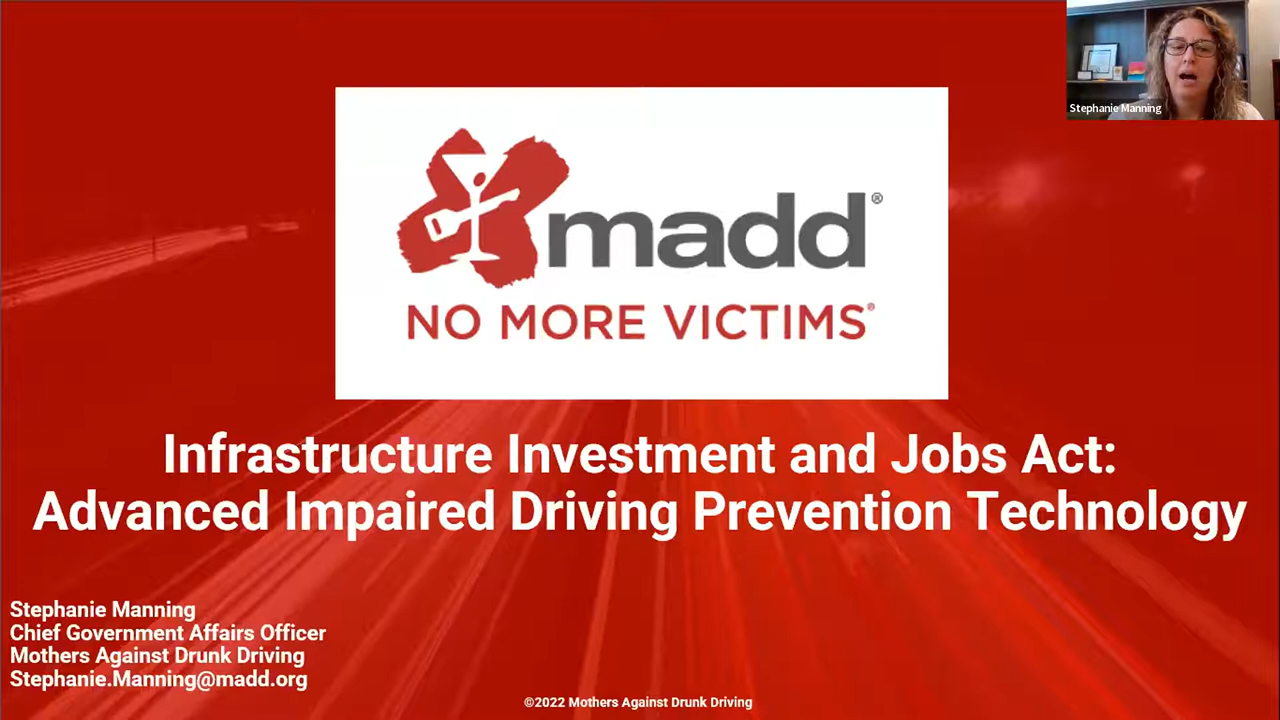 Stephanie Manning
madd®
NO MORE VICTIMS®
Infrastructure Investment and Jobs Act:
Advanced Impaired Driving Prevention Technology
Stephanie Manning
Chief Government Affairs Officer
Mothers Against Drunk Driving
Stephanie.Manning@madd.org
©2022 Mothers Against Drunk Driving